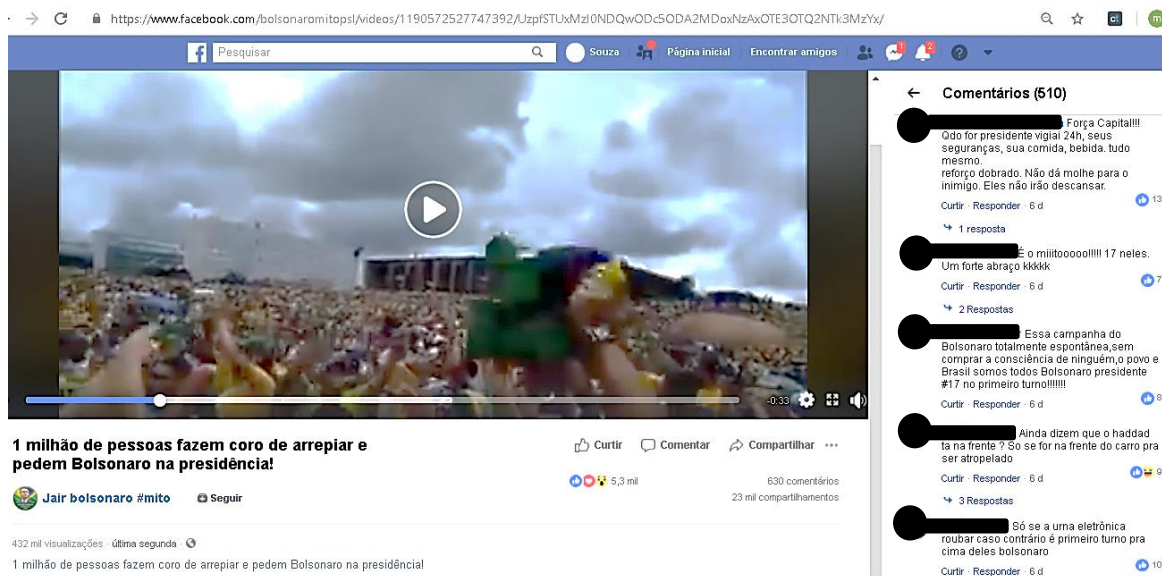 https://www.facebook.com/bolsonaromitopsl/videos/1190572527747392/UzpfSTUxMzI0NDQwODc5ODA2MDoxNzAxOTE3OTQ2NTk3MzYx/
Pesquisar
Souza
Página inicial
Encontrar amigos
1
2
-0:33
1 milhão de pessoas fazem coro de arrepiar e
pedem Bolsonaro na presidência!
Curtir
Comentar
Compartilhar
Jair bolsonaro #mito
Seguir
5,3 mil
630 comentários
23 mil compartilhamentos
432 mil visualizações · última segunda ·
1 milhão de pessoas fazem coro de arrepiar e pedem Bolsonaro na presidência!
Comentários (510)
Força Capital!!!
Qdo for presidente vigiai 24h, seus
seguranças, sua comida, bebida. tudo
mesmo.
reforço dobrado. Não dá molhe para o
inimigo. Eles não irão descansar.
Curtir · Responder · 6 d
13
1 resposta
É o miiitooooo!!!!! 17 neles.
Um forte abraço kkkkk
Curtir · Responder · 6 d
7
2 Respostas
Essa campanha do
Bolsonaro totalmente espontânea,sem
comprar a consciência de ninguém,o povo e
Brasil somos todos Bolsonaro presidente
#17 no primeiro turno!!!!!!!
Curtir · Responder · 6 d
8
Ainda dizem que o haddad
ta na frente ? So se for na frente do carro pra
ser atropelado
Curtir · Responder · 6 d
9
3 Respostas
Só se a urna eletrônica
roubar caso contrário é primeiro turno pra
cima deles bolsonaro
Curtir · Responder · 6 d
10